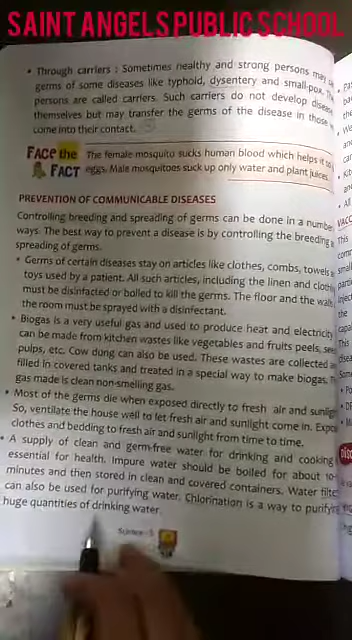 SAINT ANGELS PUBLIC SCHOOL
• Through carriers : Sometimes healthy and strong persons may
germs of some diseases like typhoid, dysentery and small-pox.
persons are called carriers. Such carriers do not develop
themselves but may transfer the germs of the disease in those
come into their contact.
FACE the
FACT
The female mosquito sucks human blood which helps it
eggs. Male mosquitoes suck up only water and plant juices.
PREVENTION OF COMMUNICABLE DISEASES
Controlling breeding and spreading of germs can be done in a number
ways. The best way to prevent a disease is by controlling the breeding
spreading of germs.
• Germs of certain diseases stay on articles like clothes, combs, towels
toys used by a patient. All such articles, including the linen and
must be disinfacted or boiled to kill the germs. The floor and the
the room must be sprayed with a disinfectant.
• Biogas is a very useful gas and used to produce heat and electricity
can be made from kitchen wastes like vegetables and fruits peels,
pulps, etc. Cow dung can also be used. These wastes are collected
filled in covered tanks and treated in a special way to make biogas.
gas made is clean non-smelling gas.
• Most of the germs die when exposed directly to fresh air and
So, ventilate the house well to let fresh air and sunlight come in.
clothes and bedding to fresh air and sunlight from time to time.
• A supply of clean and germ-free water for drinking and cooking
essential for health. Impure water should be boiled for about 10-
minutes and then stored in clean and covered containers. Water
can also be used for purifying water. Chlorination is a way to
huge quantities of drinking water.
Science-5